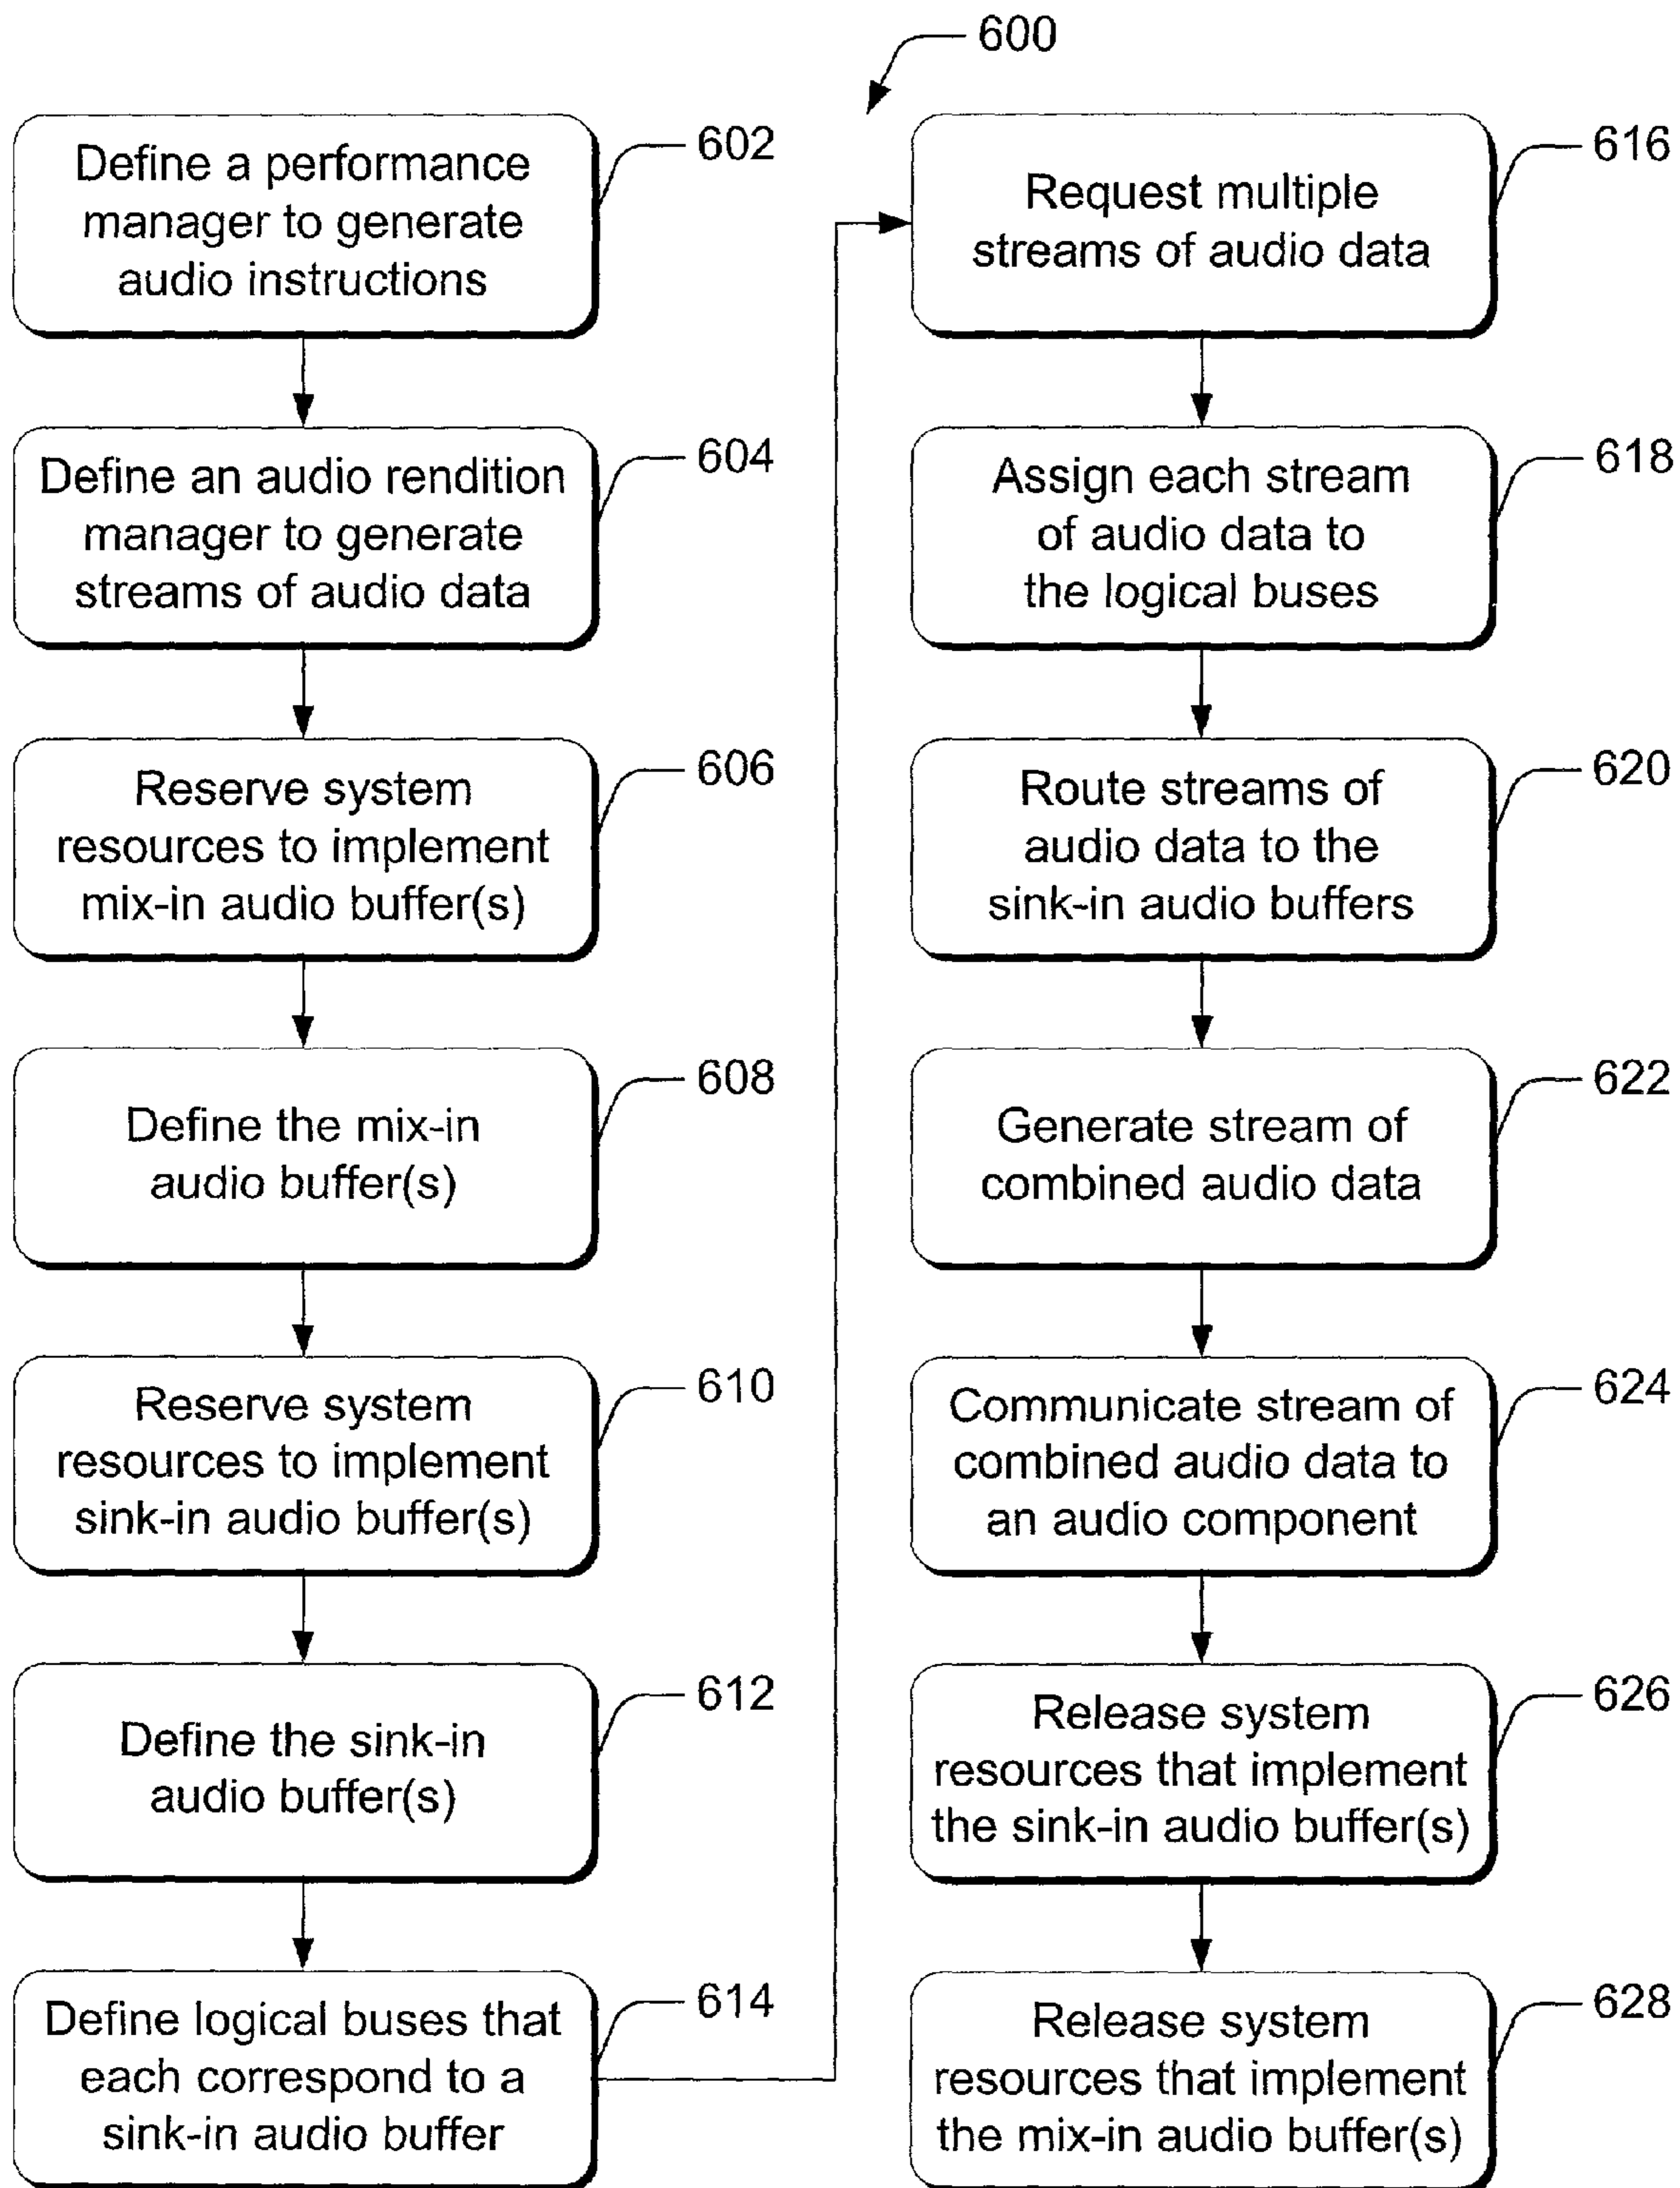 600
Define a performance
manager to generate
audio instructions
602
Define an audio rendition
manager to generate
streams of audio data
604
Reserve system
resources to implement
mix-in audio buffer(s)
606
Define the mix-in
audio buffer(s)
608
Reserve system
resources to implement
sink-in audio buffer(s)
610
Define the sink-in
audio buffer(s)
612
Define logical buses that
each correspond to a
sink-in audio buffer
614
Request multiple
streams of audio data
616
Assign each stream
of audio data to
the logical buses
618
Route streams of
audio data to the
sink-in audio buffers
620
Generate stream of
combined audio data
622
Communicate stream of
combined audio data to
an audio component
624
Release system
resources that implement
the sink-in audio buffer(s)
626
Release system
resources that implement
the mix-in audio buffer(s)
628